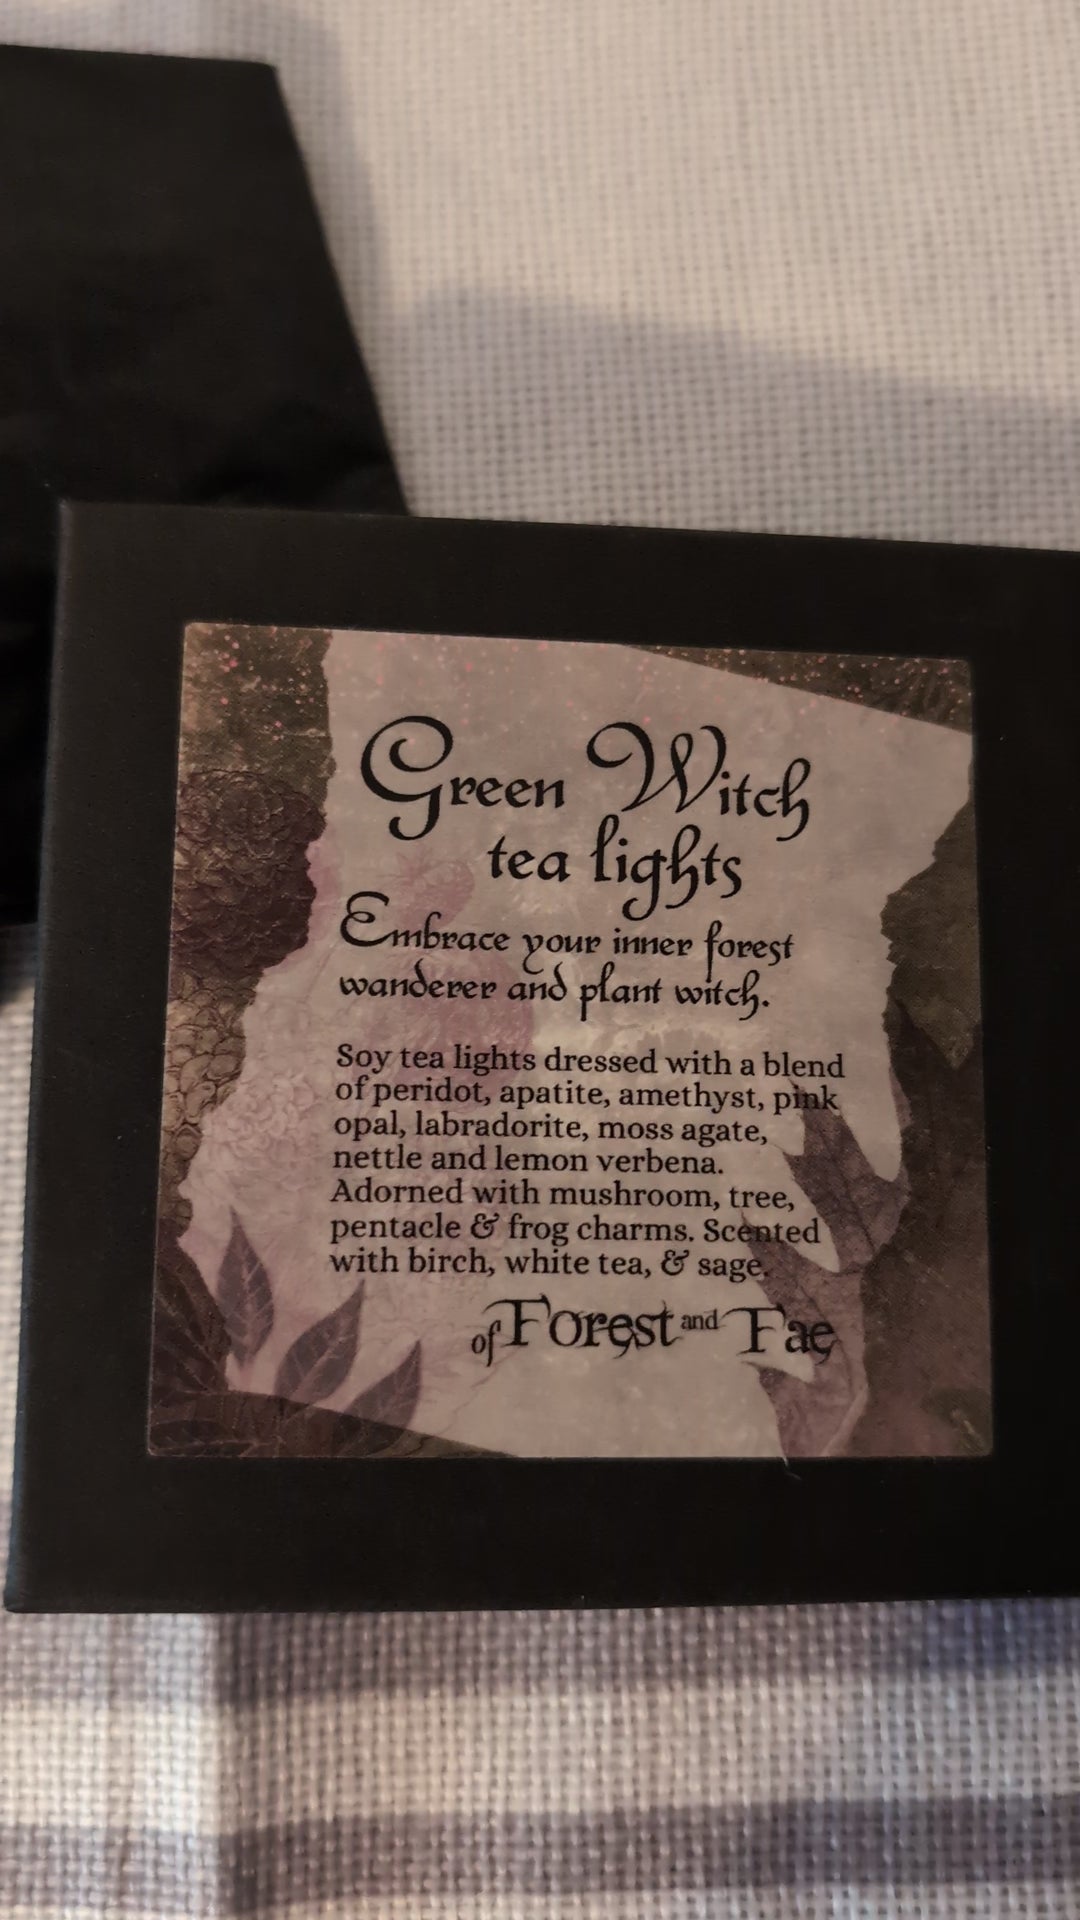 Green Witch
tea lights
Embrace your inner forest
wanderer and plant witch.
Soy tea lights dressed with a blend
of peridot, apatite, amethyst, pink
opal, labradorite, moss agate,
nettle and lemon verbena.
Adorned with mushroom, tree,
pentacle & frog charms. Scented
with birch, white tea, & sage.
of Forest and Fae